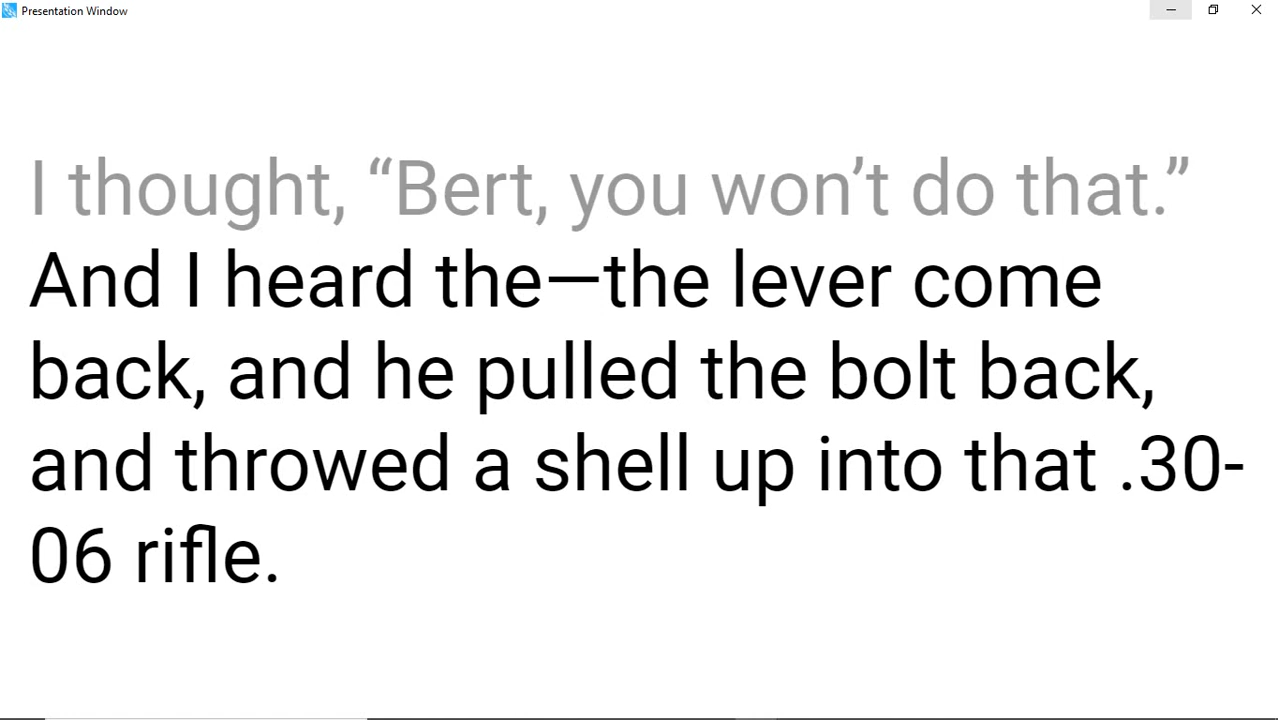 Presentation Window
I thought, “Bert, you won’t do that.”
And I heard the—the lever come
back, and he pulled the bolt back,
and throwed a shell up into that .30-
06 rifle.